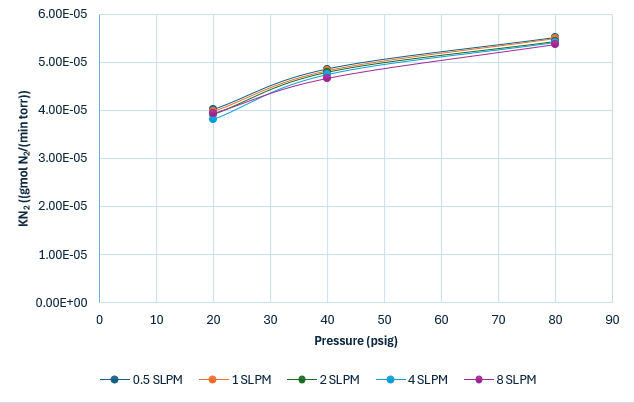 6.00E-05
5.00E-05
4.00E-05
3.00E-05
2.00E-05
1.00E-05
0.00E+00
KN₂ ((gmol N₂/(min torr))
0 10 20 30 40 50 60 70 80 90
Pressure (psig)
0.5 SLPM 1 SLPM 2 SLPM 4 SLPM 8 SLPM